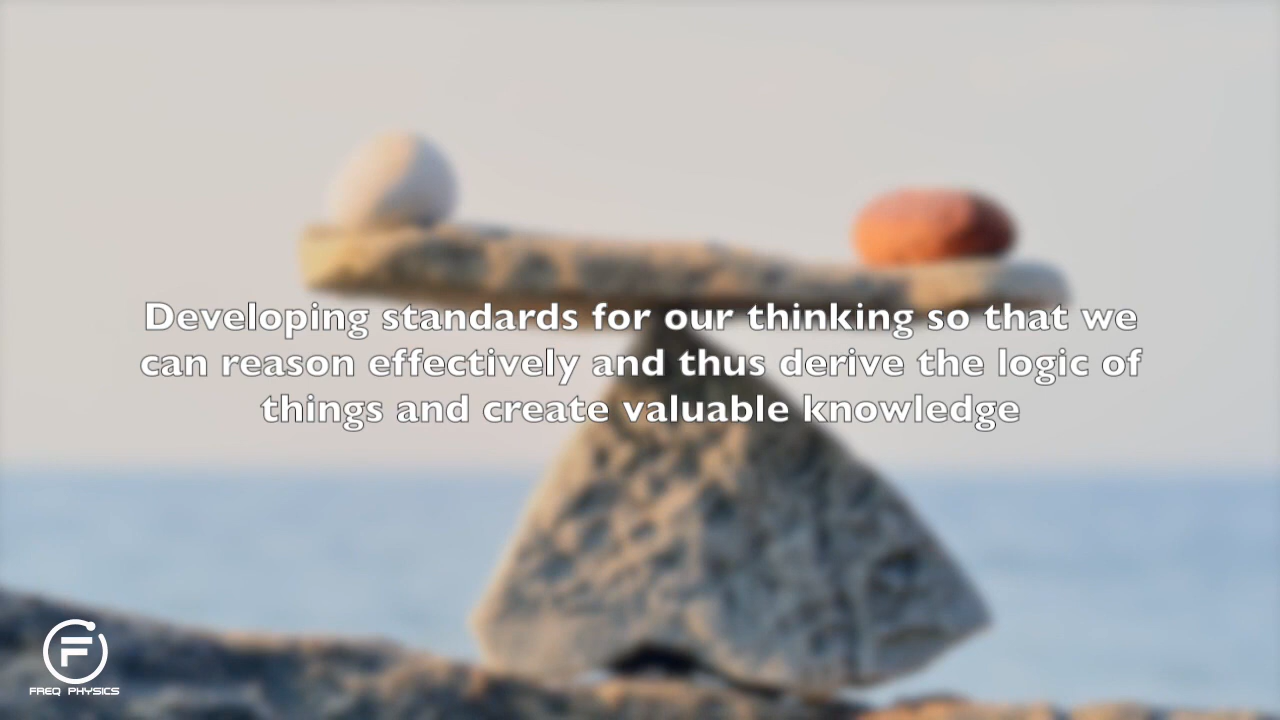 Developing standards for our thinking so that we
can reason effectively and thus derive the logic of
things and create valuable knowledge
FREQ PHYSICS